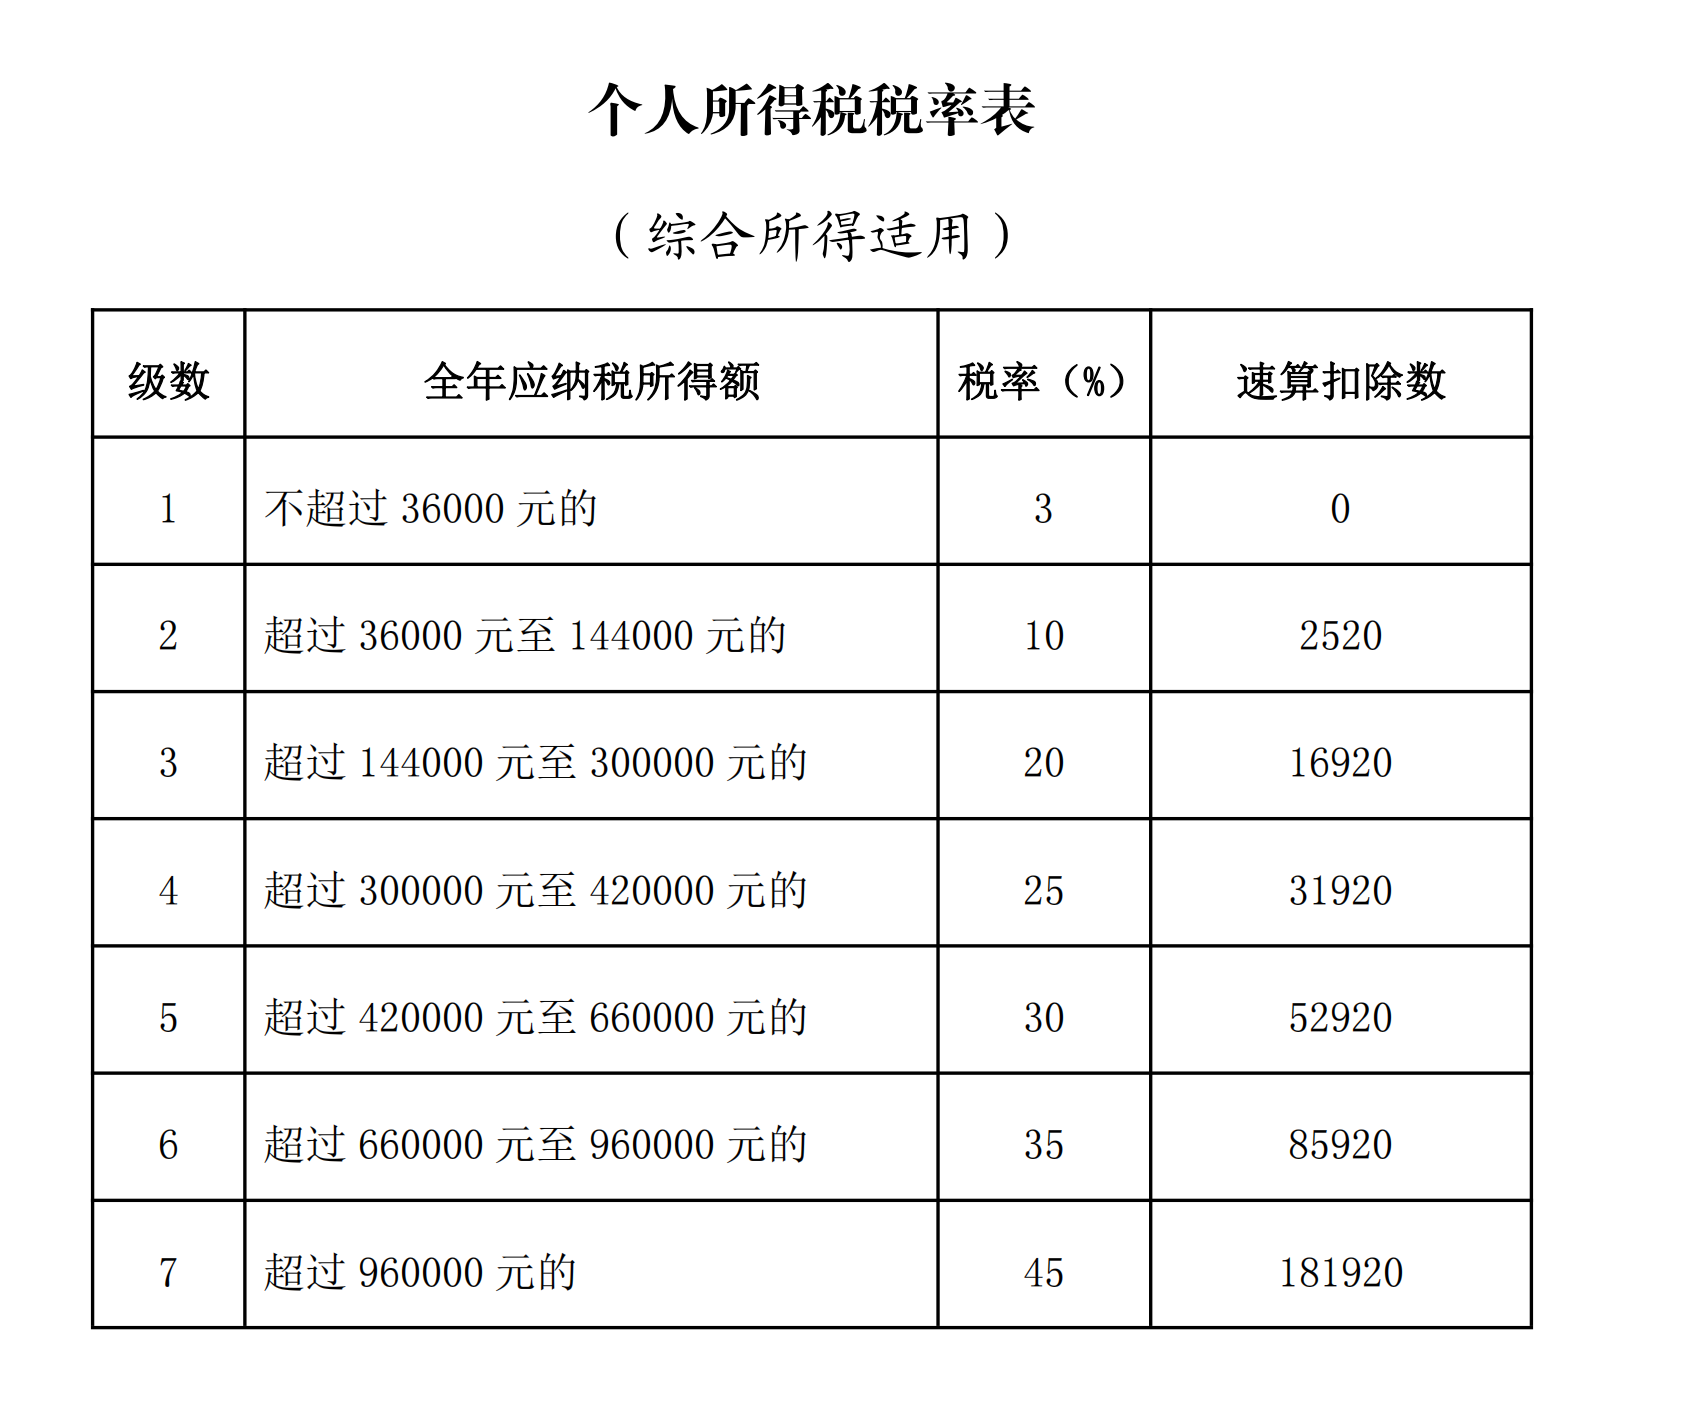 个人所得税税率表
（综合所得适用）
级数 全年应纳税所得额 税率（%） 速算扣除数
1 不超过 36000 元的 3 0
2 超过 36000 元至 144000 元的 10 2520
3 超过 144000 元至 300000 元的 20 16920
4 超过 300000 元至 420000 元的 25 31920
5 超过 420000 元至 660000 元的 30 52920
6 超过 660000 元至 960000 元的 35 85920
7 超过 960000 元的 45 181920